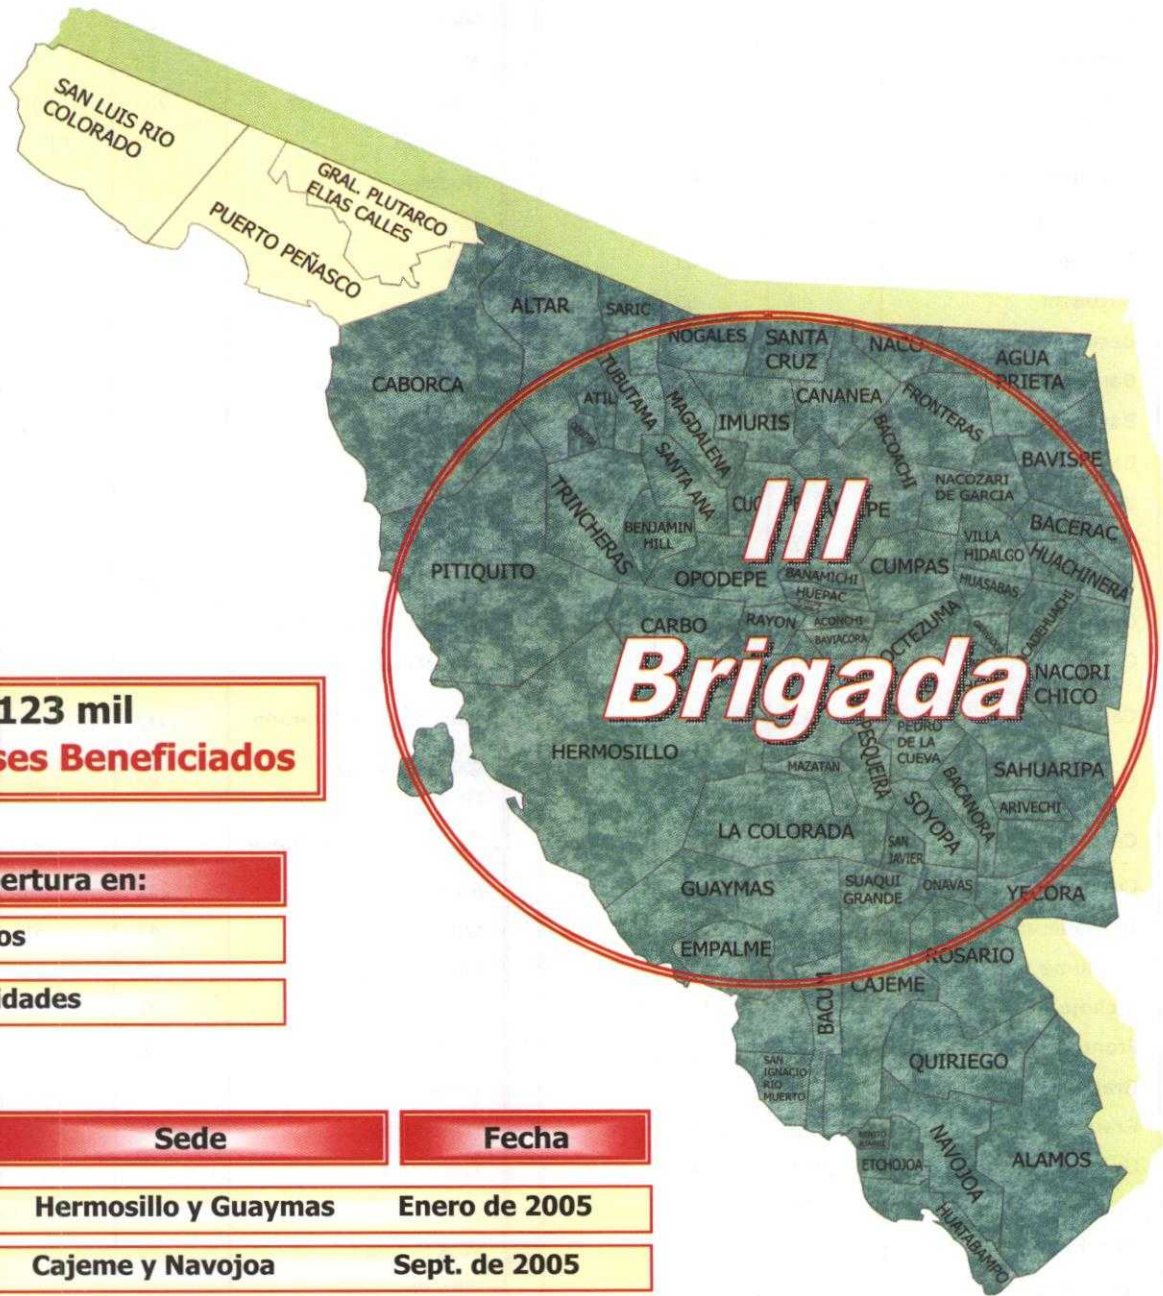 SAN LUIS RIO
COLORADO
GRAL. PLUTARCO
ELIAS CALLES
PUERTO PEÑASCO
ALTAR
SARIC
NOGALES
SANTA
CRUZ
NACO
AGUA
PRIETA
CABORCA
ATIL
TUBUTAMA
MAGDALENA
IMURIS
CANANEA
FRONTERAS
BACOACHI
SANTA ANA
BAVISPE
TRINCHERAS
BENJAMIN
HILL
NACOZARI
DE GARCIA
III
BACERAC
VILLA
HIDALGO
HUACHINERA
PITIQUITO
OPODEPE
BANAMICHI
CUMPAS
HUEPAC
HUASABAS
CARBO
RAYON
ACONCHI
BAVIACORA
Brigada
NACORI
CHICO
123 mil
ses Beneficiados
HERMOSILLO
MAZATAN
PESQUEIRA
PEDRO
DE LA
CUEVA
BACANORA
SAHUARIPA
ARIVECHI
LA COLORADA
SOYOPA
SAN
JAVIER
ertura en:
GUAYMAS
SUAQUI
GRANDE
ONAVAS
YECORA
os
EMPALME
ROSARIO
idades
BACUM
CAJEME
SAN
IGNACIO
RIO
MUERTO
QUIRIEGO
Sede Fecha
BENITO
JUAREZ
ETCHOJOA
NAVOJOA
ALAMOS
Hermosillo y Guaymas Enero de 2005
HUATABAMPO
Cajeme y Navojoa Sept. de 2005